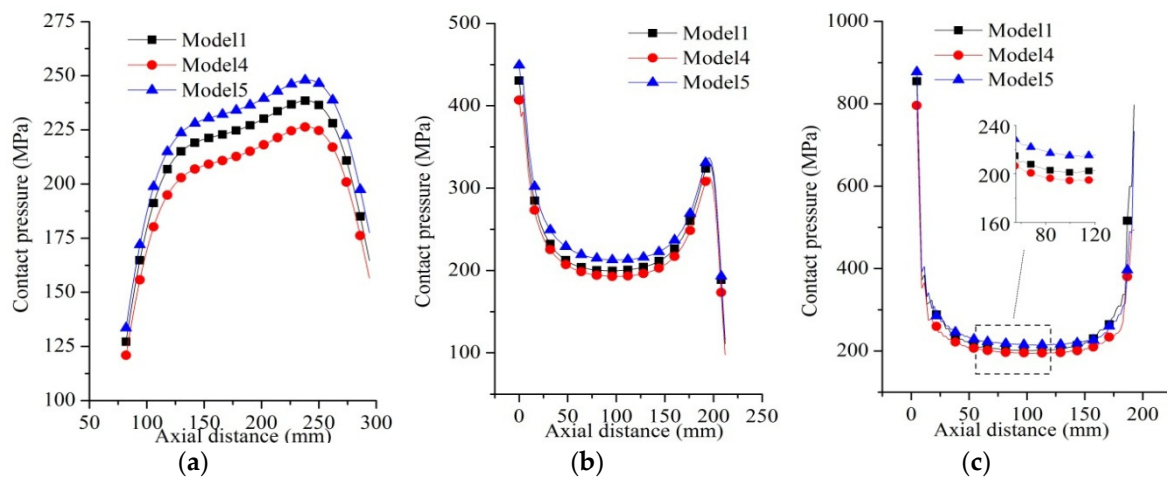 275
250
225
200
175
150
125
100
Contact pressure (MPa)
Model1
Model4
Model5
50 100 150 200 250 300
Axial distance (mm)
(a)
500
400
300
200
100
Contact pressure (MPa)
Model1
Model4
Model5
0 50 100 150 200 250
Axial distance (mm)
(b)
1000
800
600
400
200
Contact pressure (MPa)
Model1
Model4
Model5
240
200
160
80 120
0 50 100 150 200
Axial distance (mm)
(c)